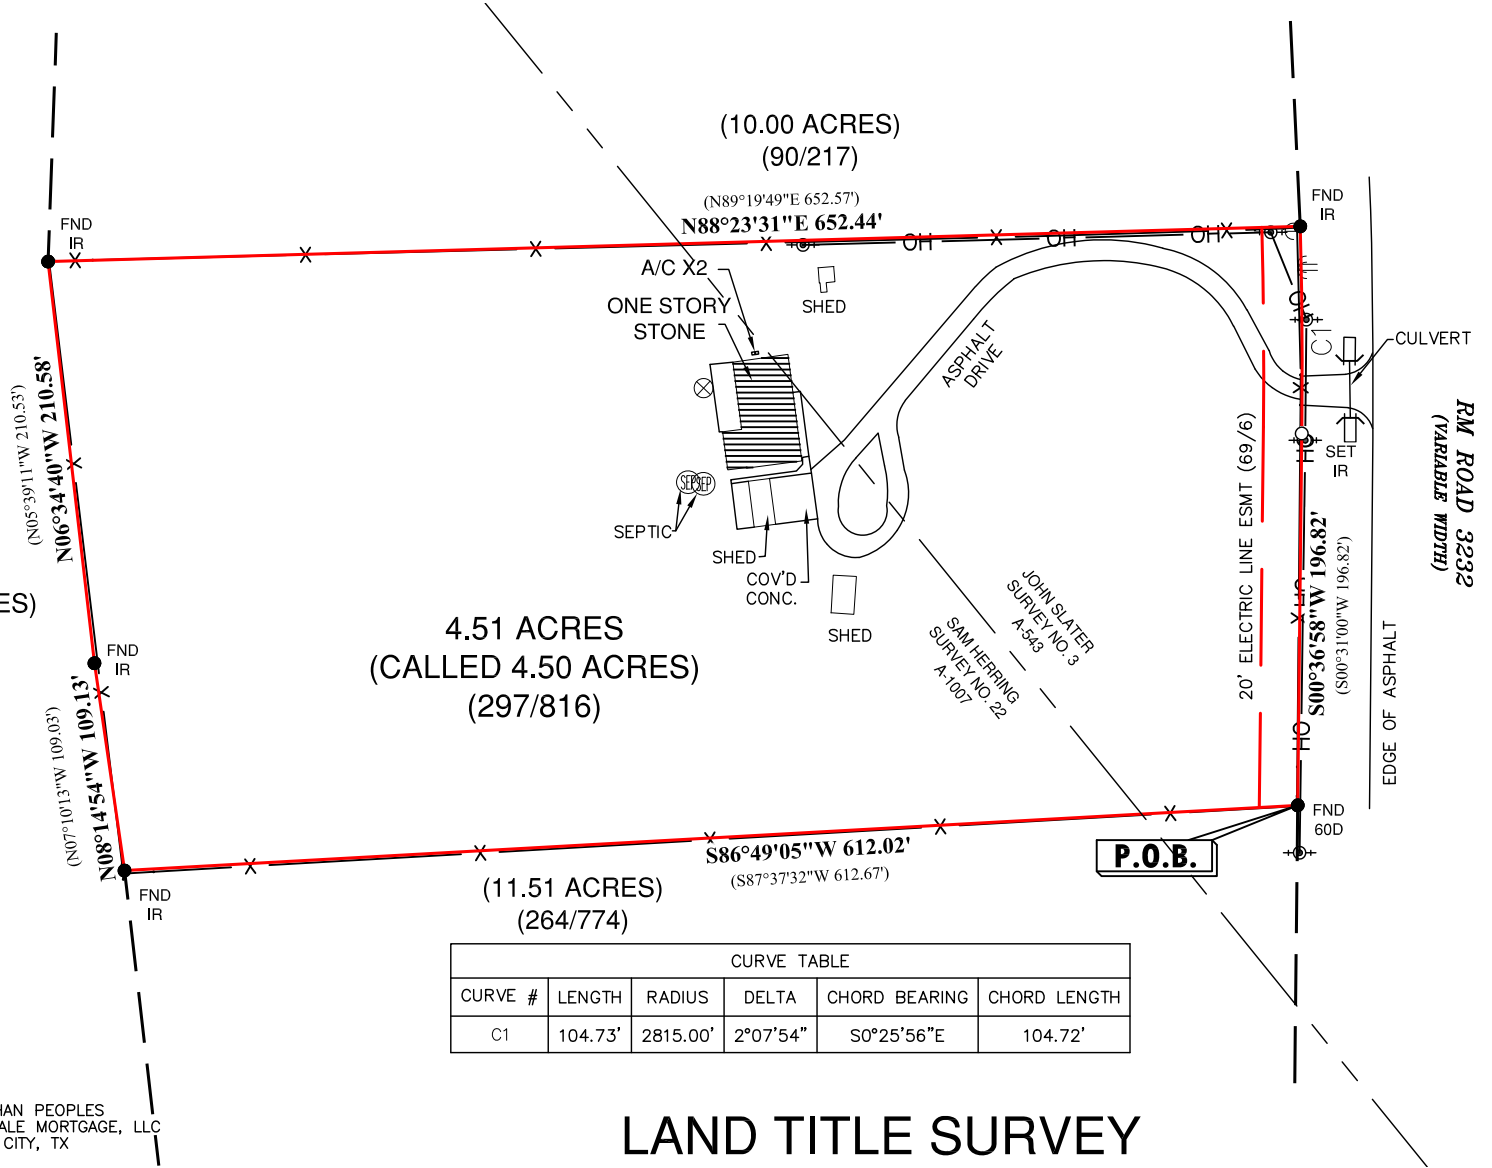 (10.00 ACRES)
(90/217)
(N89°19'49"E 652.57')
N88°23'31"E 652.44'
FND
IR
FND
IR
OH
OH
OH
A/C X2
ONE STORY
STONE
SHED
ASPHALT
DRIVE
C1
CULVERT
RM ROAD 3232
(VARIABLE WIDTH)
(N05°39'11"W 210.53')
N06°34'40"W 210.58'
20' ELECTRIC LINE ESMT (69/6)
OH
SET
IR
SEP
SEP
SEPTIC
SHED
COV'D
CONC.
SHED
JOHN SLATER
SURVEY NO. 3
A-543
SAM HERRING
SURVEY NO. 22
A-1007
S00°36'58"W 196.82'
(S00°31'00"W 196.82')
EDGE OF ASPHALT
OH
OH
ES)
4.51 ACRES
(CALLED 4.50 ACRES)
(297/816)
FND
IR
(N07°10'13"W 109.03')
N08°14'54"W 109.13'
FND
60D
P.O.B.
S86°49'05"W 612.02'
(S87°37'32"W 612.67')
FND
IR
(11.51 ACRES)
(264/774)
CURVE TABLE
CURVE # LENGTH RADIUS DELTA CHORD BEARING CHORD LENGTH
C1 104.73' 2815.00' 2°07'54" S0°25'56"E 104.72'
HAN PEOPLES
ALE MORTGAGE, LLC
CITY, TX
LAND TITLE SURVEY